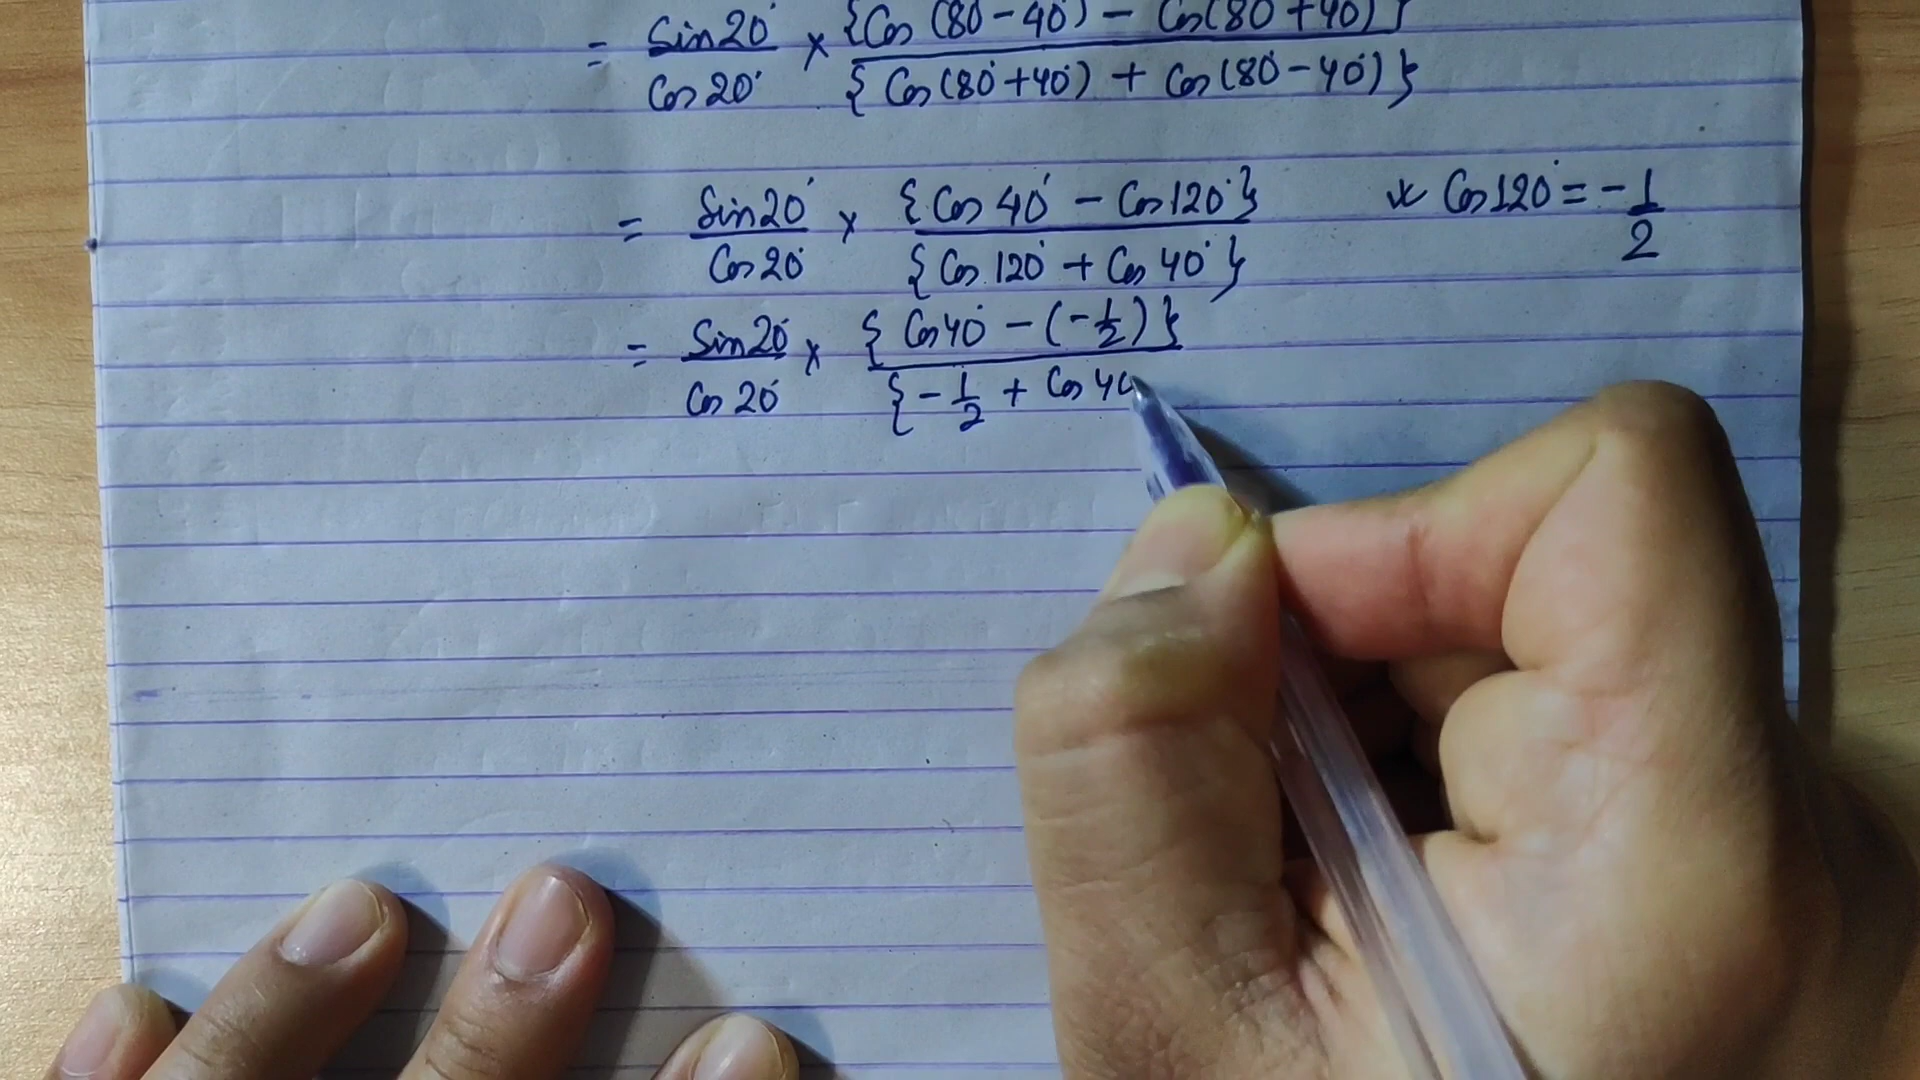 = Sin20° × {Cos(80-40°) - Cos(80+40)}
Cos20° {Cos(80°+40°) + Cos(80°-40°)}
= Sin20° × {Cos40° - Cos120°} * Cos120° = -1/2
Cos20° {Cos120° + Cos40°}
= Sin20° × {Cos40° - (-1/2)}
Cos20° {-1/2 + Cos40